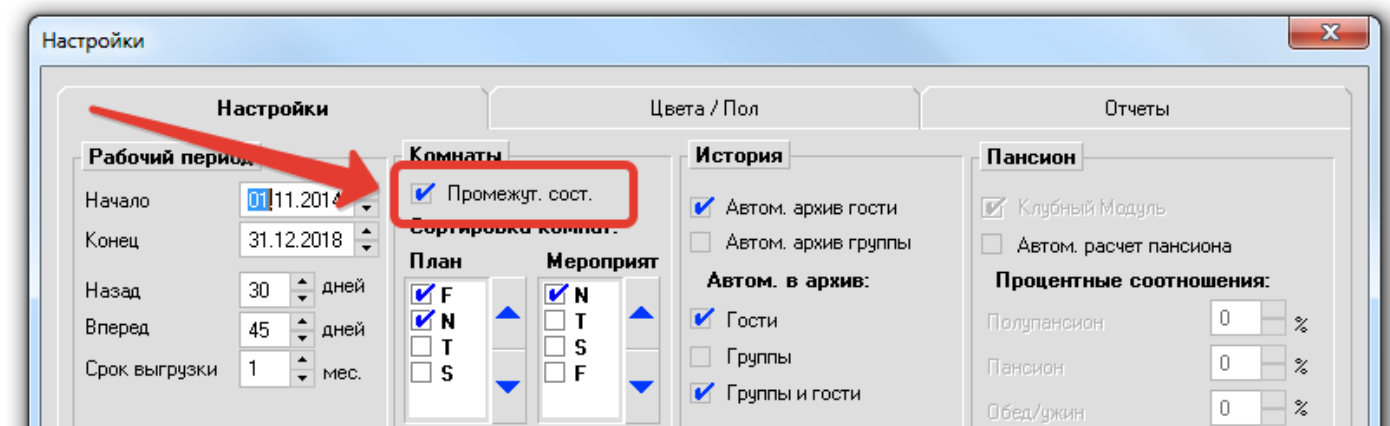 Настройки
Настройки
Цвета / Пол
Отчеты
Рабочий период
Начало 01.11.2014
Конец 31.12.2018
Назад 30 дней
Вперед 45 дней
Срок выгрузки 1 мес.
Комнаты
Промежут. сост.
Сортировка комнат:
План Мероприят
F N
N T
T S
S F
История
Автом. архив гости
Автом. архив группы
Автом. в архив:
Гости
Группы
Группы и гости
Пансион
Клубный Модуль
Автом. расчет пансиона
Процентные соотношения:
Полупансион 0 %
Пансион 0 %
Обед/ужин 0 %